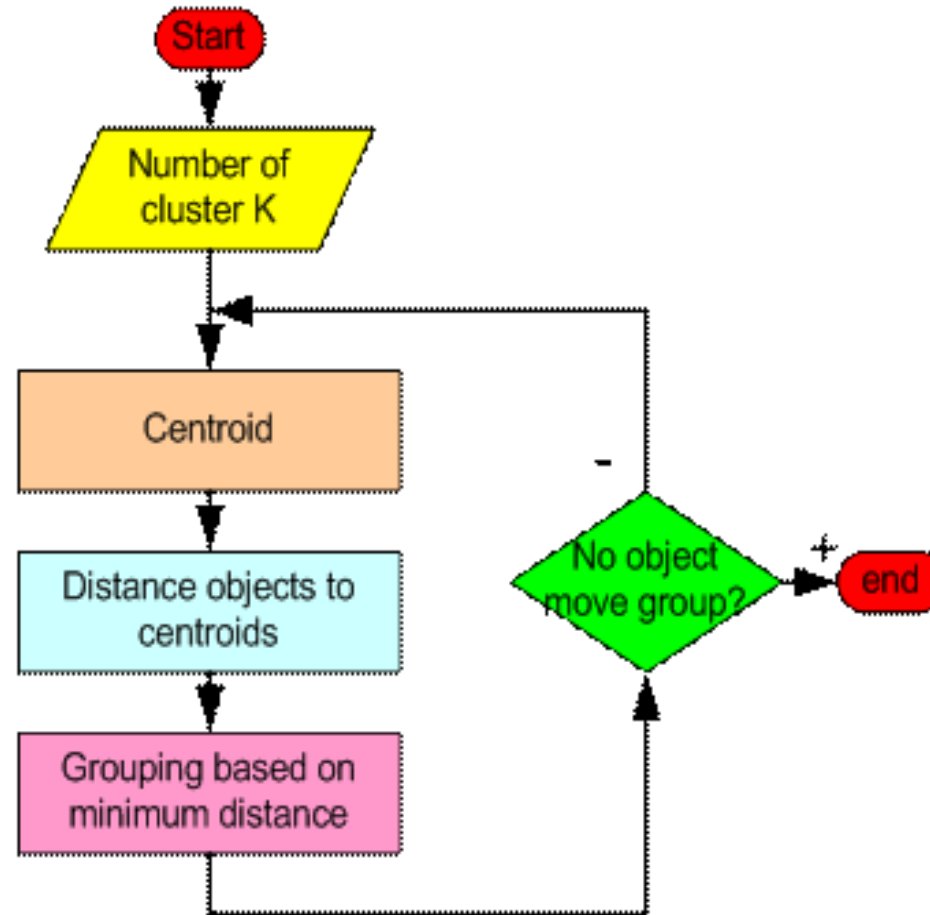 Start
Number of
cluster K
Centroid
Distance objects to
centroids
Grouping based on
minimum distance
-
No object
move group?
+
end